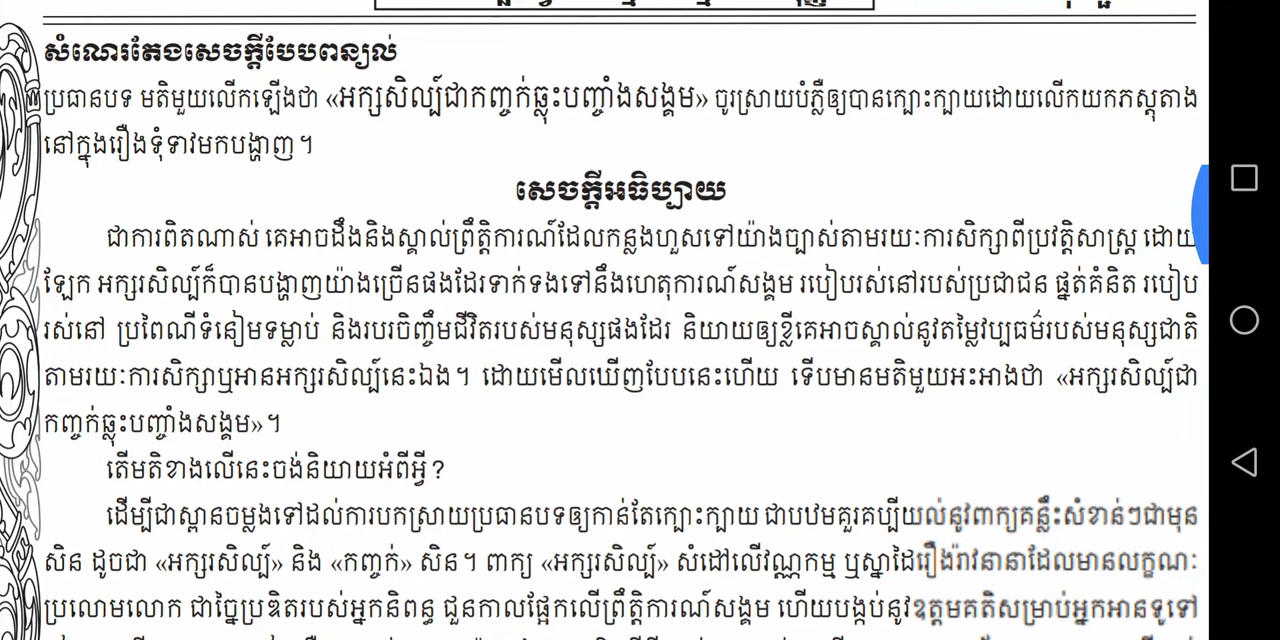 សំណេរតែងសេចក្តីបែបពន្យល់
ប្រធានបទ មតិមួយលើកឡើងថា «អក្សរសិល្ប៍ជាកញ្ចក់ឆ្លុះបញ្ចាំងសង្គម» ចូរស្រាយបំភ្លឺឲ្យបានក្បោះក្បាយដោយលើកយកភស្តុតាង
នៅក្នុងរឿងទុំទាវមកបង្ហាញ។
សេចក្តីអធិប្បាយ
ជាការពិតណាស់ គេអាចដឹងនិងស្គាល់ព្រឹត្តិការណ៍ដែលកន្លងហួសទៅយ៉ាងច្បាស់តាមរយៈការសិក្សាពីប្រវត្តិសាស្ត្រ ដោយ
ឡែក អក្សរសិល្ប៍ក៏បានបង្ហាញយ៉ាងច្រើនផងដែរទាក់ទងទៅនឹងហេតុការណ៍សង្គម របៀបរស់នៅរបស់ប្រជាជន ផ្នត់គំនិត របៀប
រស់នៅ ប្រពៃណីទំនៀមទម្លាប់ និងរបរចិញ្ចឹមជីវិតរបស់មនុស្សផងដែរ និយាយឲ្យខ្លីគេអាចស្គាល់នូវតម្លៃវប្បធម៌របស់មនុស្សជាតិ
តាមរយៈការសិក្សាឬអានអក្សរសិល្ប៍នេះឯង។ ដោយមើលឃើញបែបនេះហើយ ទើបមានមតិមួយអះអាងថា «អក្សរសិល្ប៍ជា
កញ្ចក់ឆ្លុះបញ្ចាំងសង្គម»។
តើមតិខាងលើនេះចង់និយាយអំពីអ្វី?
ដើម្បីជាស្ពានចម្លងទៅដល់ការបកស្រាយប្រធានបទឲ្យកាន់តែក្បោះក្បាយ ជាបឋមគួរគប្បីយល់នូវពាក្យគន្លឹះសំខាន់ៗជាមុន
សិន ដូចជា «អក្សរសិល្ប៍» និង «កញ្ចក់» សិន។ ពាក្យ «អក្សរសិល្ប៍» សំដៅលើវណ្ណកម្ម ឬស្នាដៃរឿងរ៉ាវនានាដែលមានលក្ខណៈ
ប្រលោមលោក ជាច្នៃប្រឌិតរបស់អ្នកនិពន្ធ ជួនកាលផ្អែកលើព្រឹត្តិការណ៍សង្គម ហើយបង្កប់នូវឧត្តមគតិសម្រាប់អ្នកអានទូទៅ